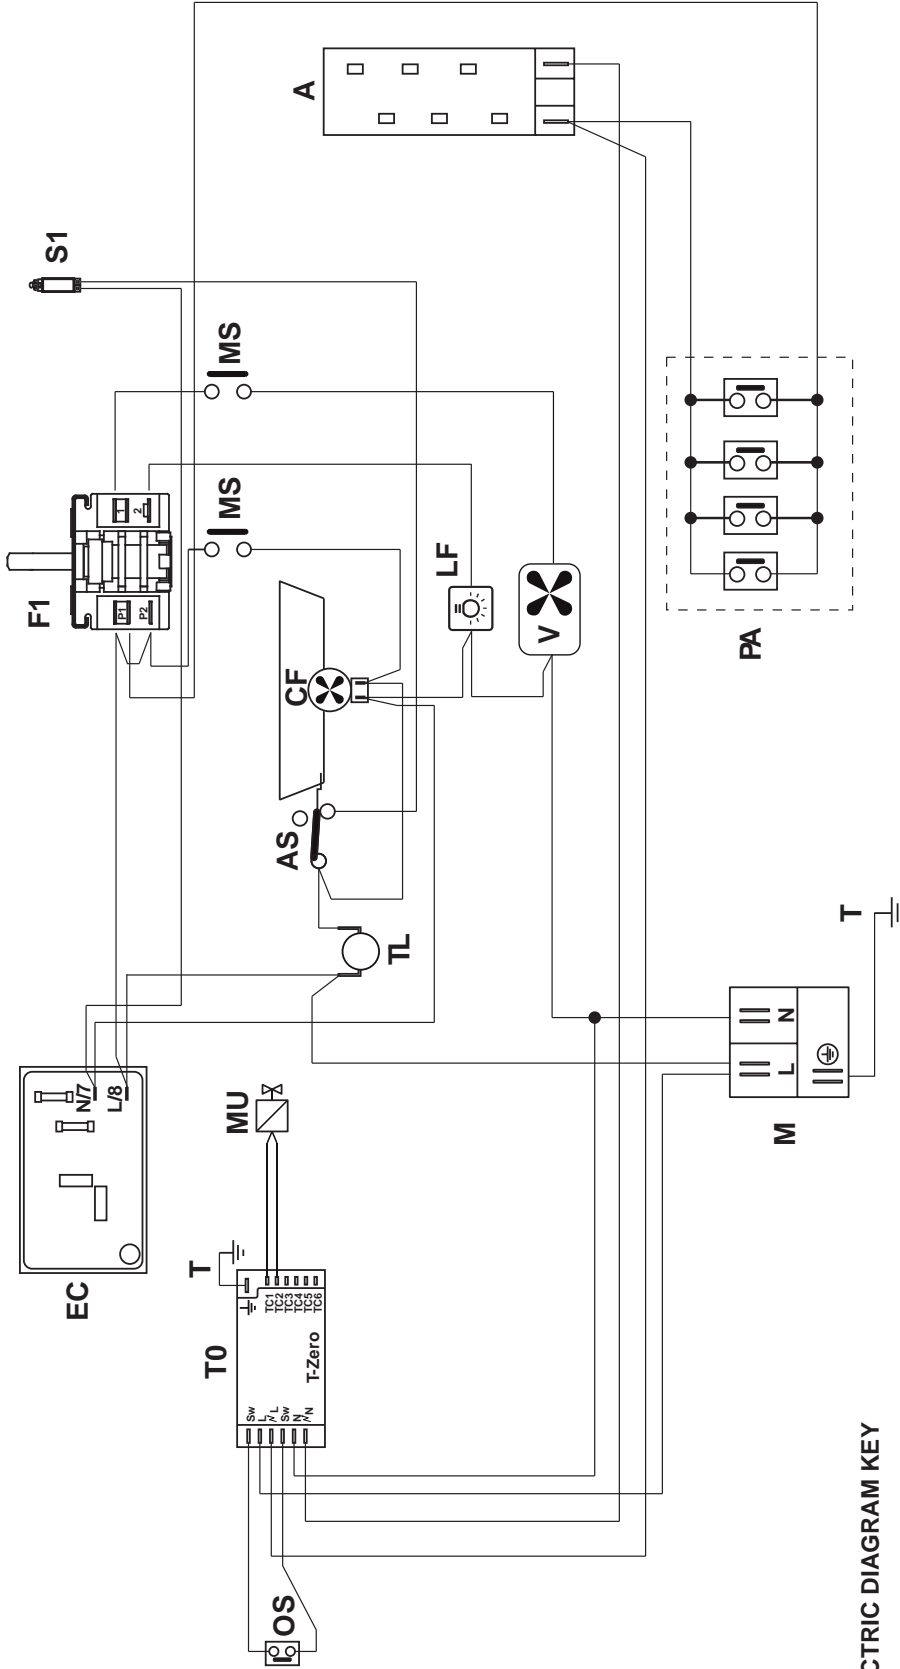 A
S1
F1
P1
P2
1
2
MS
MS
LF
V
CF
AS
TL
PA
EC
N/7
L/8
MU
T
T0
T-Zero
TC1
TC2
TC3
TC4
TC5
TC6
Sw
L
L
Sw
N
N
OS
M
L
N
T
CTRIC DIAGRAM KEY